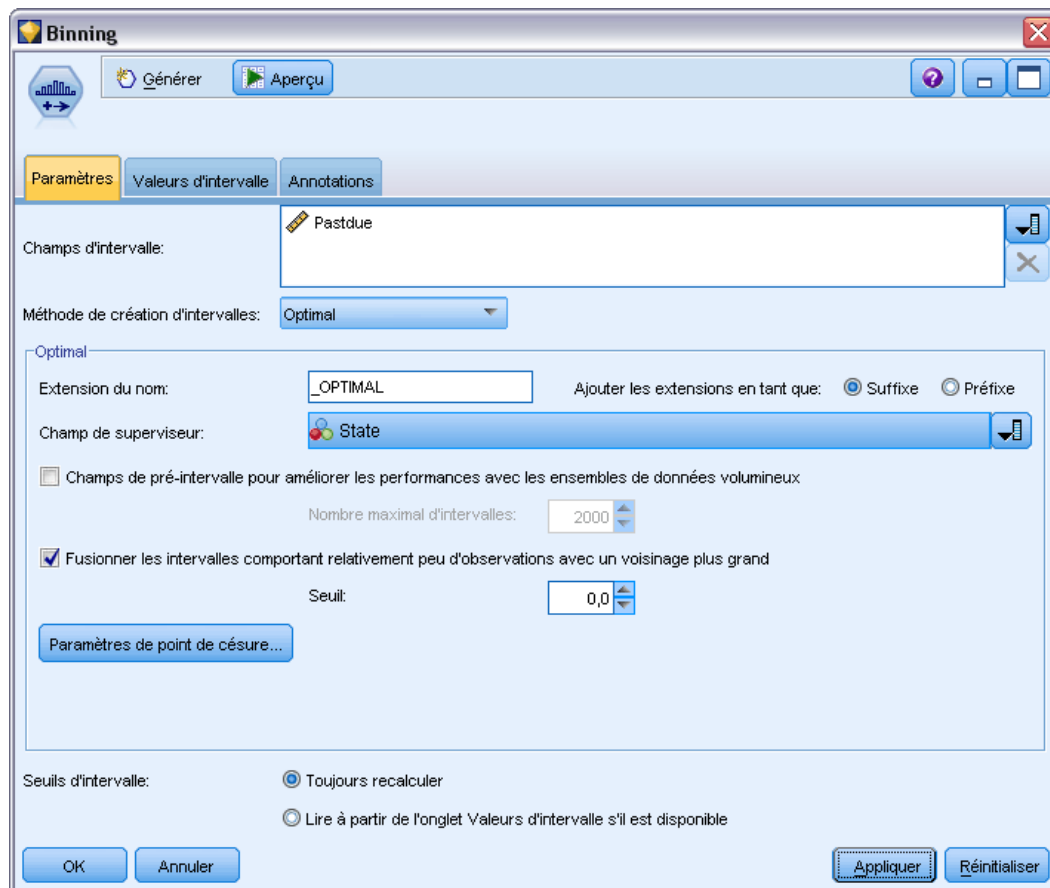 Binning
Générer
Aperçu
Paramètres
Valeurs d'intervalle
Annotations
Champs d'intervalle:
Pastdue
Méthode de création d'intervalles:
Optimal
Optimal
Extension du nom:
_OPTIMAL
Ajouter les extensions en tant que:
Suffixe
Préfixe
Champ de superviseur:
State
Champs de pré-intervalle pour améliorer les performances avec les ensembles de données volumineux
Nombre maximal d'intervalles:
2000
Fusionner les intervalles comportant relativement peu d'observations avec un voisinage plus grand
Seuil:
0,0
Paramètres de point de césure...
Seuils d'intervalle:
Toujours recalculer
Lire à partir de l'onglet Valeurs d'intervalle s'il est disponible
OK
Annuler
Appliquer
Réinitialiser